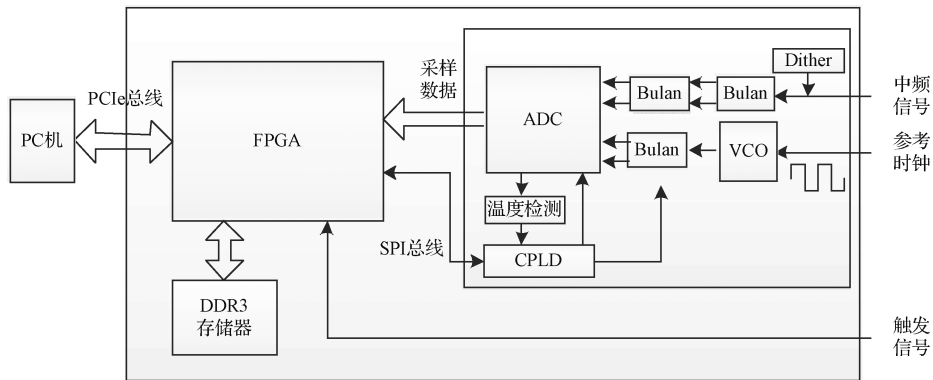 Dither
采样
数据
中频
信号
PCIe总线
Bulan
Bulan
PC机
FPGA
ADC
参考
时钟
Bulan
VCO
温度检测
SPI总线
CPLD
DDR3
存储器
触发
信号